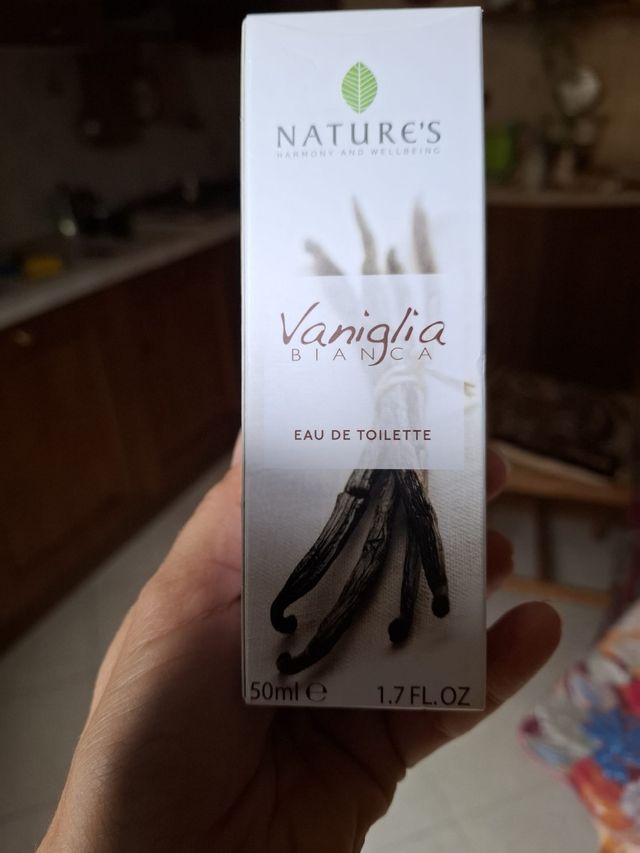 NATURE'S
HARMONY AND WELLBEING
Vaniglia
BIANCA
EAU DE TOILETTE
50ml ℮ 1.7 FL.OZ